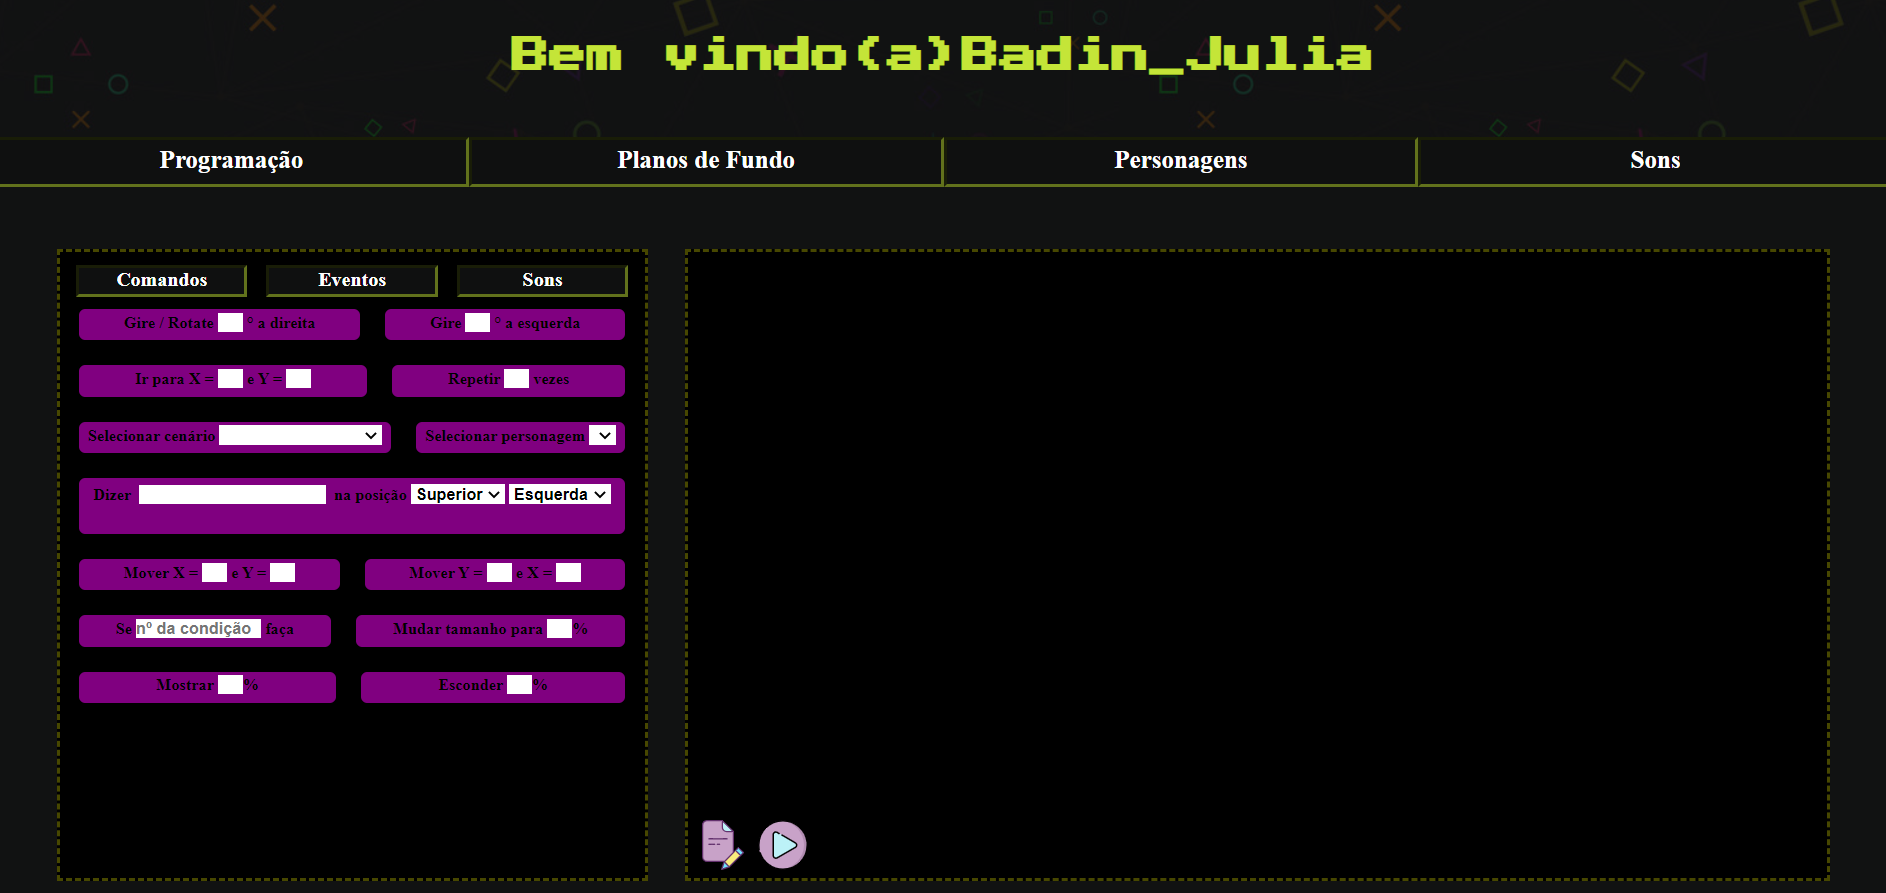 Bem vindo(a)Badin_Julia
Programação Planos de Fundo Personagens Sons
Comandos Eventos Sons
Gire / Rotate ° a direita Gire ° a esquerda
Ir para X = e Y = Repetir vezes
Selecionar cenário Selecionar personagem
Dizer na posição Superior Esquerda
Mover X = e Y = Mover Y = e X =
Se nº da condição faça Mudar tamanho para %
Mostrar % Esconder %